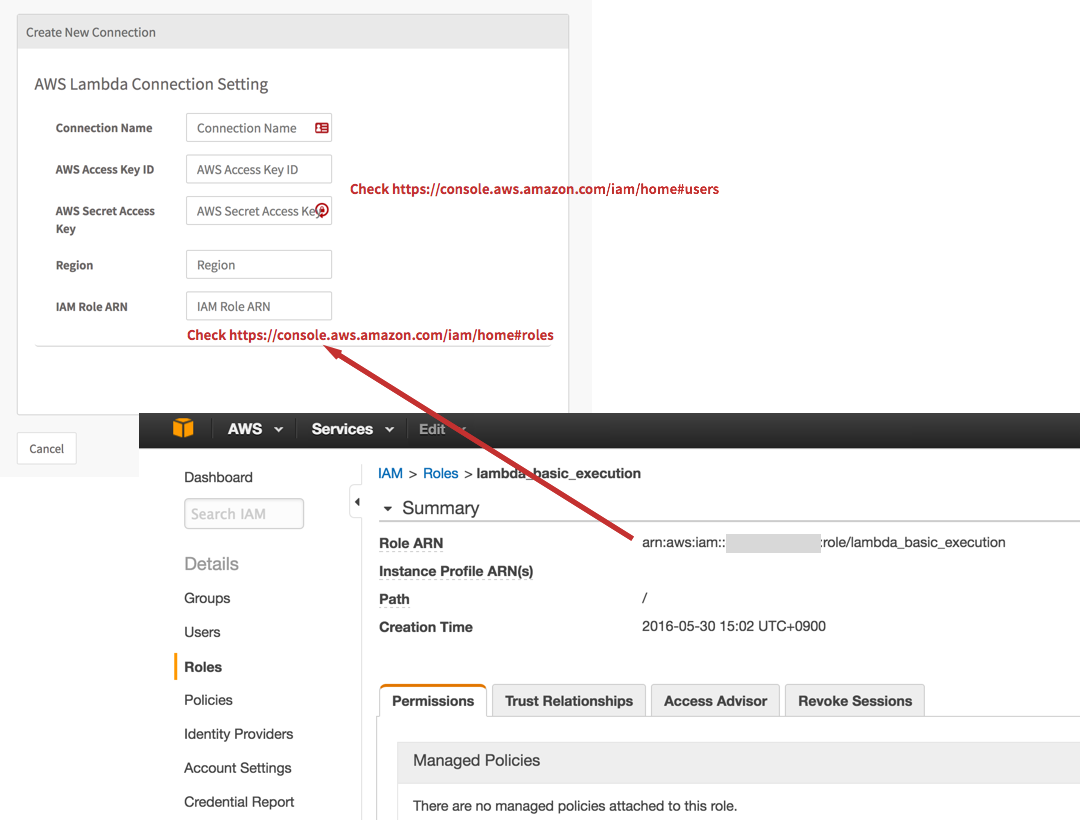 Create New Connection
AWS Lambda Connection Setting
Connection Name Connection Name
AWS Access Key ID AWS Access Key ID
Check https://console.aws.amazon.com/iam/home#users
AWS Secret Access Key AWS Secret Access Key
Region Region
IAM Role ARN IAM Role ARN
Check https://console.aws.amazon.com/iam/home#roles
Cancel
AWS Services Edit
Dashboard
Search IAM
Details
Groups
Users
Roles
Policies
Identity Providers
Account Settings
Credential Report
IAM > Roles > lambda_basic_execution
Summary
Role ARN arn:aws:iam:: :role/lambda_basic_execution
Instance Profile ARN(s)
Path /
Creation Time 2016-05-30 15:02 UTC+0900
Permissions Trust Relationships Access Advisor Revoke Sessions
Managed Policies
There are no managed policies attached to this role.